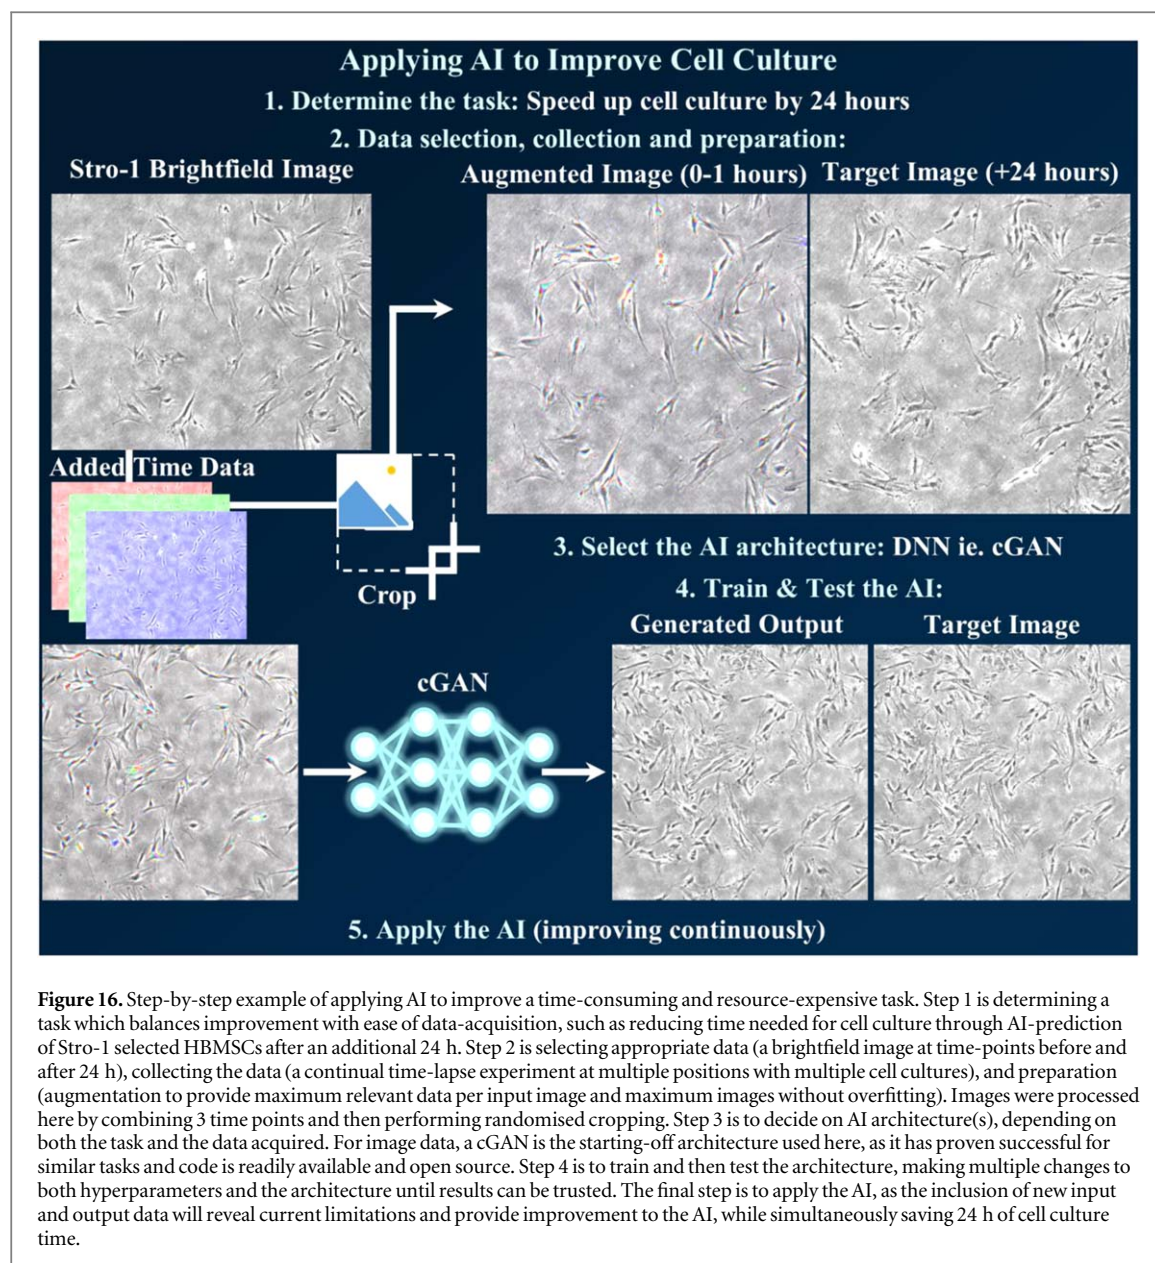 Applying AI to Improve Cell Culture
1. Determine the task: Speed up cell culture by 24 hours
2. Data selection, collection and preparation:
Stro-1 Brightfield Image
Augmented Image (0-1 hours)
Target Image (+24 hours)
Added Time Data
Crop
3. Select the AI architecture: DNN ie. cGAN
4. Train & Test the AI:
Generated Output
Target Image
cGAN
5. Apply the AI (improving continuously)
Figure 16. Step-by-step example of applying AI to improve a time-consuming and resource-expensive task. Step 1 is determining a
task which balances improvement with ease of data-acquisition, such as reducing time needed for cell culture through AI-prediction
of Stro-1 selected HBMSCs after an additional 24 h. Step 2 is selecting appropriate data (a brightfield image at time-points before and
after 24 h), collecting the data (a continual time-lapse experiment at multiple positions with multiple cell cultures), and preparation
(augmentation to provide maximum relevant data per input image and maximum images without overfitting). Images were processed
here by combining 3 time points and then performing randomised cropping. Step 3 is to decide on AI architecture(s), depending on
both the task and the data acquired. For image data, a cGAN is the starting-off architecture used here, as it has proven successful for
similar tasks and code is readily available and open source. Step 4 is to train and then test the architecture, making multiple changes to
both hyperparameters and the architecture until results can be trusted. The final step is to apply the AI, as the inclusion of new input
and output data will reveal current limitations and provide improvement to the AI, while simultaneously saving 24 h of cell culture
time.